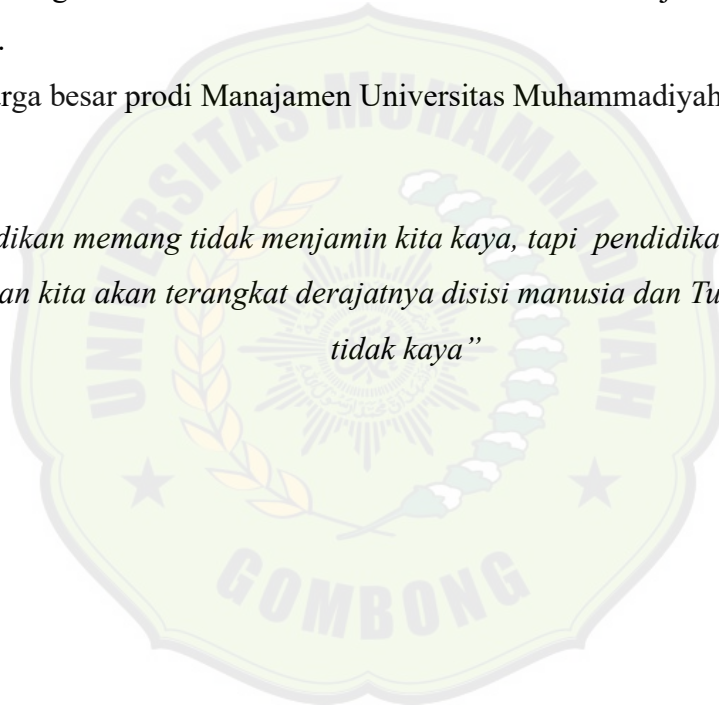 .
rga besar prodi Manajamen Universitas Muhammadiyah
dikan memang tidak menjamin kita kaya, tapi pendidika
an kita akan terangkat derajatnya disisi manusia dan Tu
tidak kaya”
UNIVERSITAS MUHAMMADIYAH
GOMBONG